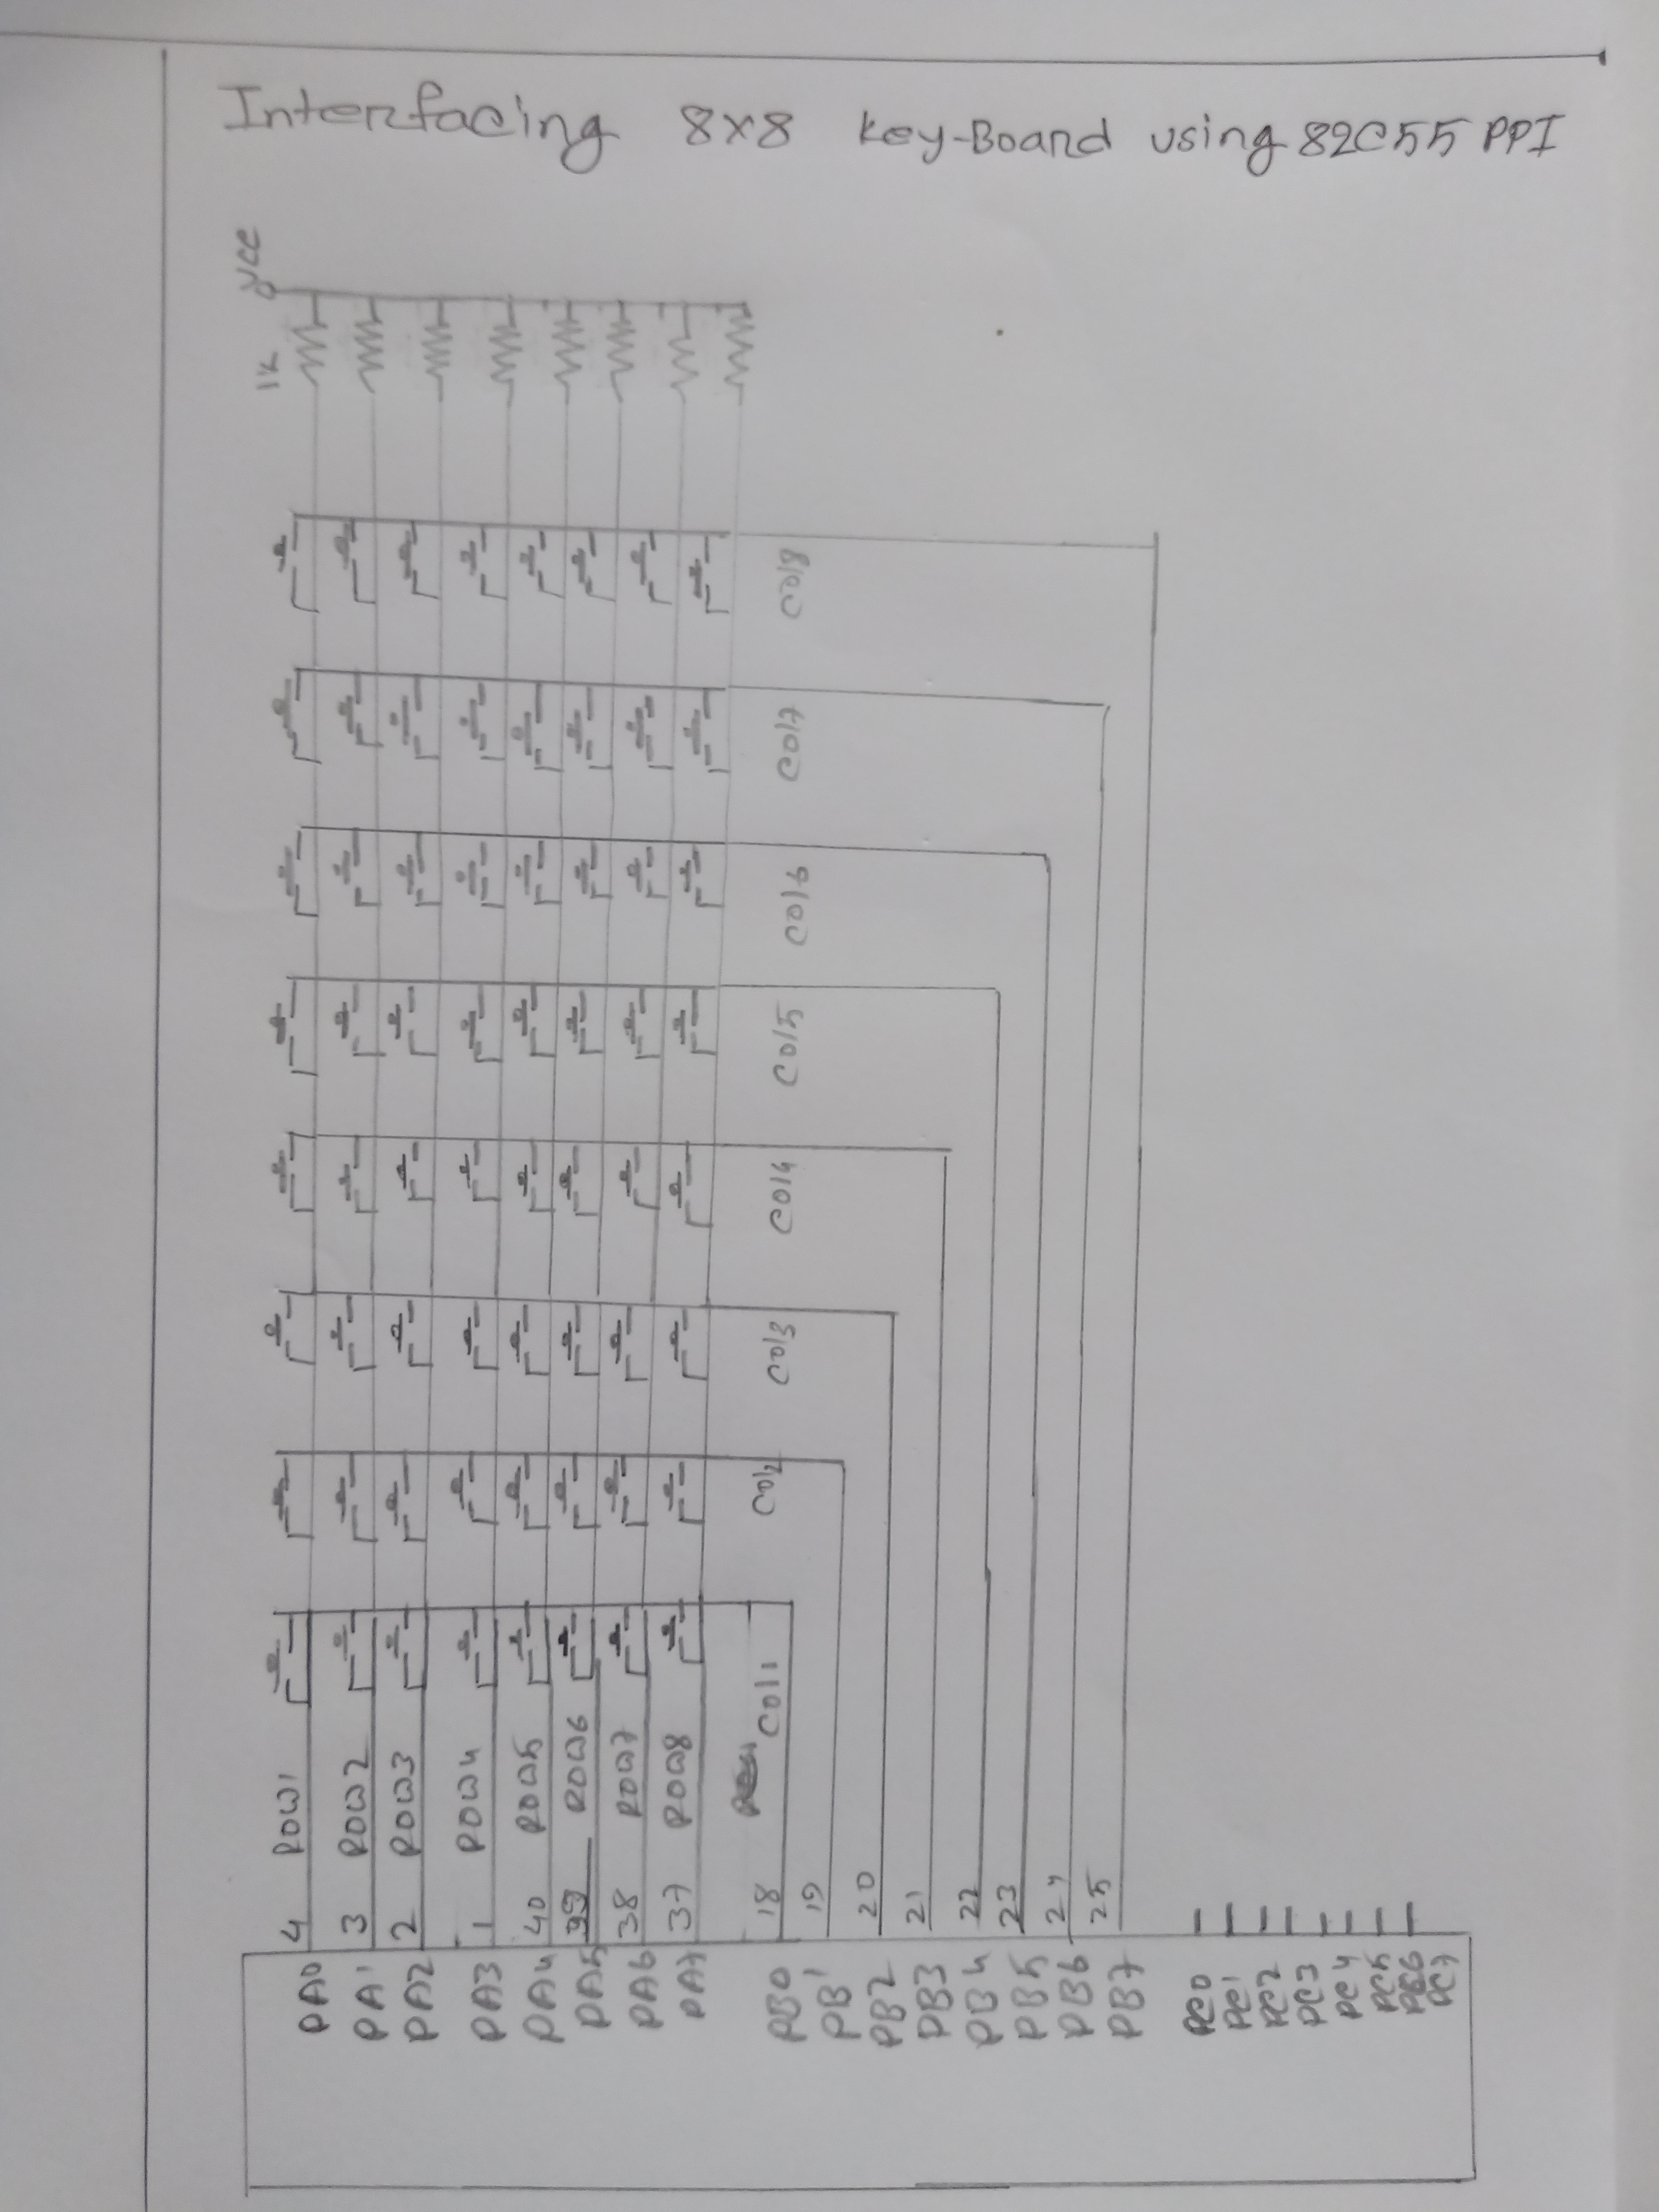 Interfacing 8x8 key-Board using 82C55 PPI
VCC
1k
Col8
Col7
Col6
Col5
Col4
Col3
Col2
Col1
4 ROW1
3 ROW2
2 ROW3
1 ROW4
40 ROW5
39 ROW6
38 ROW7
37 ROW8
18
19
20
21
22
23
24
25
PA0
PA1
PA2
PA3
PA4
PA5
PA6
PA7
PB0
PB1
PB2
PB3
PB4
PB5
PB6
PB7
PC0
PC1
PC2
PC3
PC4
PC5
PC6
PC7